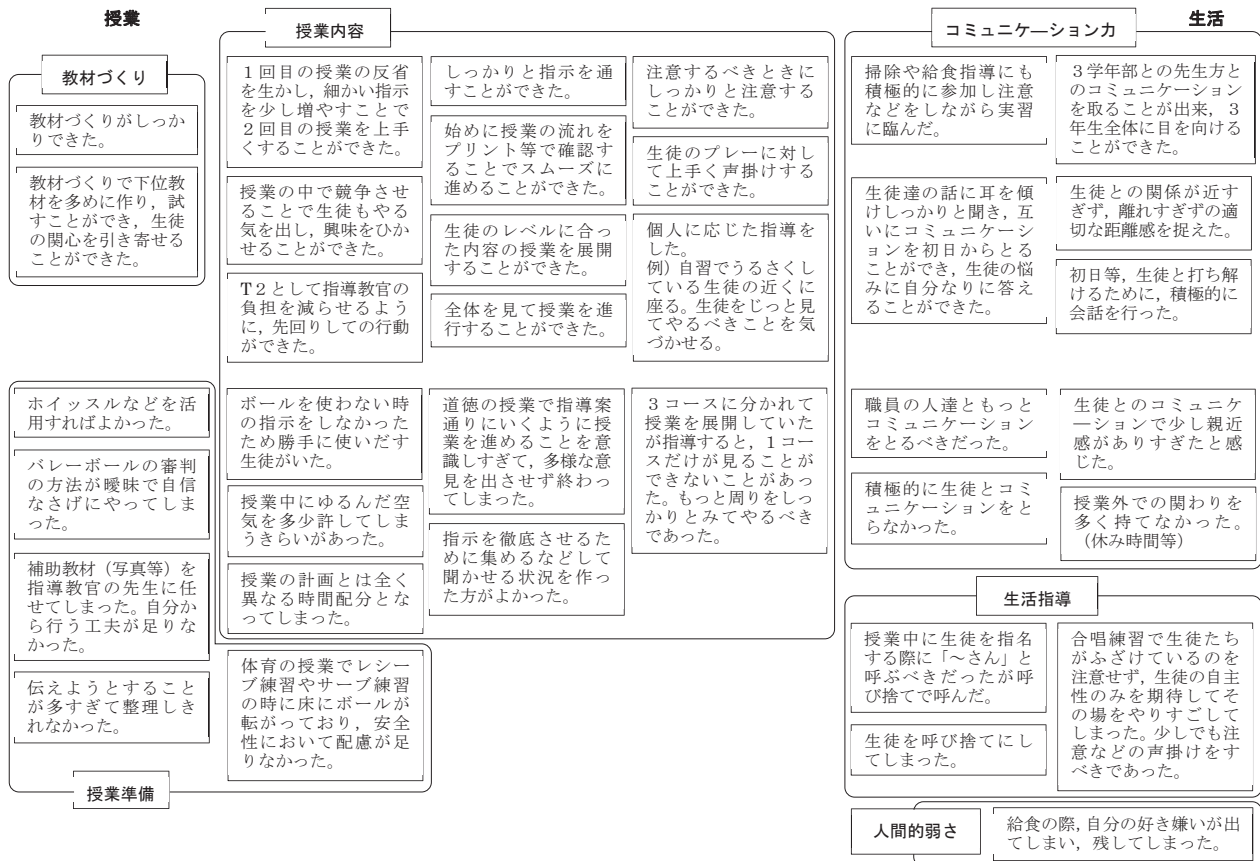 授業
生活
教材づくり
教材づくりがしっか
りできた。
教材づくりで下位教
材を多めに作り，試
すことができ，生徒
の関心を引き寄せる
ことができた。
授業内容
1回目の授業の反省
を生かし，細かい指示
を少し増やすことで
2回目の授業を上手
くすることができた。
授業の中で競争させ
ることで生徒もやる
気を出し，興味をひか
せることができた。
T2として指導教官の
負担を減らせるよう
に，先回りしての行動
ができた。
しっかりと指示を通
すことができた。
始めに授業の流れを
プリント等で確認す
ることでスムーズに
進めることができた。
生徒のレベルに合っ
た内容の授業を展開
することができた。
全体を見て授業を進
行することができた。
注意するべきときに
しっかりと注意する
ことができた。
生徒のプレーに対し
て上手く声掛けする
ことができた。
個人に応じた指導を
した。
例）自習でうるさくし
ている生徒の近くに
座る。生徒をじっと見
てやるべきことを気
づかせる。
ボールを使わない時
の指示をしなかった
ため勝手に使いだす
生徒がいた。
授業中にゆるんだ空
気を多少許してしま
うきらいがあった。
授業の計画とは全く
異なる時間配分とな
ってしまった。
道徳の授業で指導案
通りにいくように授
業を進めることを意
識しすぎて，多様な意
見を出させず終わっ
てしまった。
指示を徹底させるた
めに集めるなどして
聞かせる状況を作っ
た方がよかった。
3コースに分かれて
授業を展開していた
が指導すると，1コー
スだけが見ることが
できないことがあっ
た。もっと周りをしっ
かりとみてやるべき
であった。
ホイッスルなどを活
用すればよかった。
バレーボールの審判
の方法が曖昧で自信
なさげにやってしま
った。
補助教材（写真等）を
指導教官の先生に任
せてしまった。自分か
ら行う工夫が足りな
かった。
伝えようとすること
が多すぎて整理しき
れなかった。
体育の授業でレシー
ブ練習やサーブ練習
の時に床にボールが
転がっており，安全
性において配慮が足
りなかった。
授業準備
コミュニケーション力
掃除や給食指導にも
積極的に参加し注意
などをしながら実習
に臨んだ。
生徒達の話に耳を傾
けしっかりと聞き，互
いにコミュニケーシ
ョンを初日からとる
ことができ，生徒の悩
みに自分なりに答え
ることができた。
3学年部との先生方と
のコミュニケーション
を取ることが出来，3
年生全体に目を向ける
ことができた。
生徒との関係が近す
ぎず，離れすぎずの適
切な距離感を捉えた。
初日等，生徒と打ち解
けるために，積極的に
会話を行った。
職員の人達ともっと
コミュニケーション
をとるべきだった。
積極的に生徒とコミ
ュニケーションをと
らなかった。
生徒とのコミュニケ
ーションで少し親近
感がありすぎたと感
じた。
授業外での関わりを
多く持てなかった。
（休み時間等）
生活指導
授業中に生徒を指名
する際に「～さん」と
呼ぶべきだったが呼
び捨てで呼んだ。
生徒を呼び捨てにし
てしまった。
合唱練習で生徒たち
がふざけているのを
注意せず，生徒の自主
性のみを期待してそ
の場をやりすごして
しまった。少しでも注
意などの声掛けをす
べきであった。
人間的弱さ
給食の際，自分の好き嫌いが出
てしまい，残してしまった。